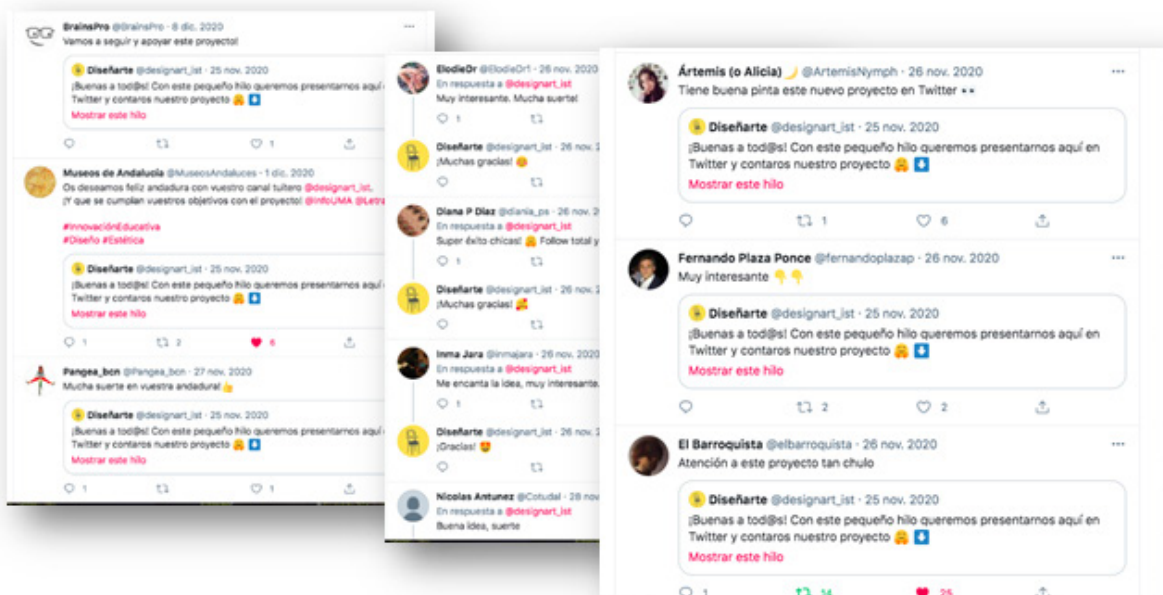 BrainsPro @BrainsPro · 8 dic. 2020
Vamos a seguir y apoyar este proyecto!
Diseñarte @designart_ist · 25 nov. 2020
¡Buenas a tod@s! Con este pequeño hilo queremos presentarnos aquí
Twitter y contaros nuestro proyecto 🤗 ⬇️
Mostrar este hilo
1
Museos de Andalucía @MuseosAndaluces · 1 dic. 2020
Os deseamos feliz andadura con vuestro canal tuitero @designart_ist.
¡Y que se cumplan vuestros objetivos con el proyecto! @InfoUMA @Letra
#InnovaciónEducativa
#Diseño #Estética
Diseñarte @designart_ist · 25 nov. 2020
¡Buenas a tod@s! Con este pequeño hilo queremos presentarnos aquí
Twitter y contaros nuestro proyecto 🤗 ⬇️
Mostrar este hilo
1 2 6
Pangea_bcn @Pangea_bcn · 27 nov. 2020
Mucha suerte en vuestra andadura!👍
Diseñarte @designart_ist · 25 nov. 2020
¡Buenas a tod@s! Con este pequeño hilo queremos presentarnos aquí
Twitter y contaros nuestro proyecto 🤗 ⬇️
Mostrar este hilo
1 1
ElodieDr @ElodieDr1 · 26 nov. 2020
En respuesta a @designart_ist
Muy interesante. Mucha suerte!
1
Diseñarte @designart_ist · 26 nov. 2
¡Muchas gracias! 😊
Diana P Diaz @diania_ps · 26 nov. 2
En respuesta a @designart_ist
Super éxito chicas! 🤗 Follow total y
1
Diseñarte @designart_ist · 26 nov. 2
¡Muchas gracias! 🥰
Inma Jara @inmajara · 26 nov. 2020
En respuesta a @designart_ist
Me encanta la idea, muy interesante.
1
Diseñarte @designart_ist · 26 nov. 2
¡Gracias! 😍
Nicolas Antunez @Cotudal · 28 nov
En respuesta a @designart_ist
Buena idea, suerte
Ártemis (o Alicia) 🌙 @ArtemisNymph · 26 nov. 2020
Tiene buena pinta este nuevo proyecto en Twitter 👀
Diseñarte @designart_ist · 25 nov. 2020
¡Buenas a tod@s! Con este pequeño hilo queremos presentarnos aquí en
Twitter y contaros nuestro proyecto 🤗 ⬇️
Mostrar este hilo
1 6
Fernando Plaza Ponce @fernandoplazap · 26 nov. 2020
Muy interesante 👇👇
Diseñarte @designart_ist · 25 nov. 2020
¡Buenas a tod@s! Con este pequeño hilo queremos presentarnos aquí en
Twitter y contaros nuestro proyecto 🤗 ⬇️
Mostrar este hilo
2 2
El Barroquista @elbarroquista · 26 nov. 2020
Atención a este proyecto tan chulo
Diseñarte @designart_ist · 25 nov. 2020
¡Buenas a tod@s! Con este pequeño hilo queremos presentarnos aquí en
Twitter y contaros nuestro proyecto 🤗 ⬇️
Mostrar este hilo
1 14 25